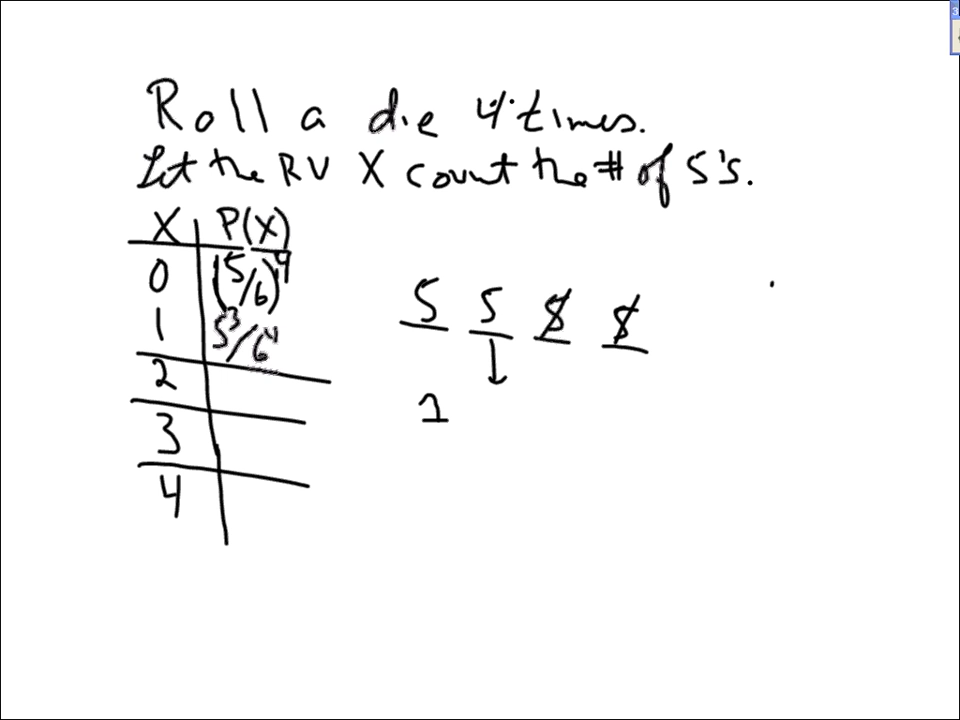 Roll a die 4 times.
Let the RV X count the # of 5's.
X P(X)
0 (5/6)^4
1 5^3/6^4
2
3
4
5 5 5̸ 5̸
1
3